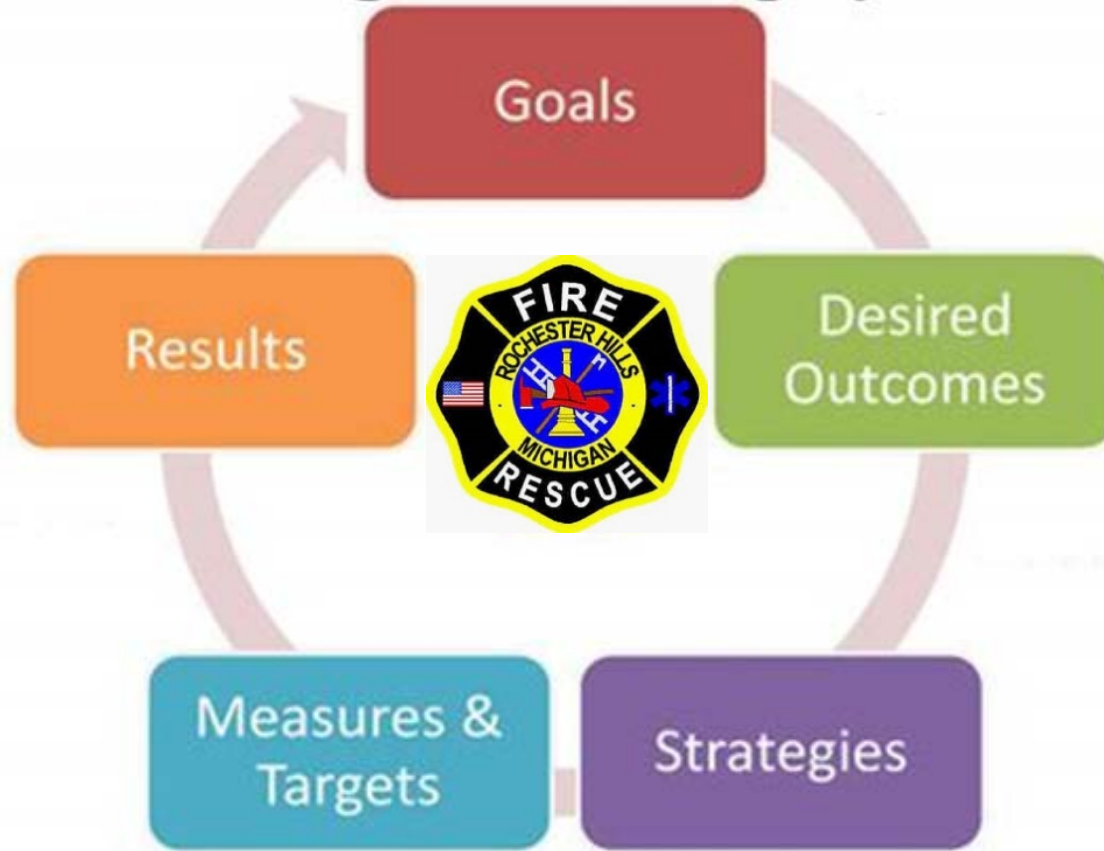 Goals
Desired
Outcomes
Strategies
Measures &
Targets
Results
FIRE
ROCHESTER HILLS
MICHIGAN
RESCUE